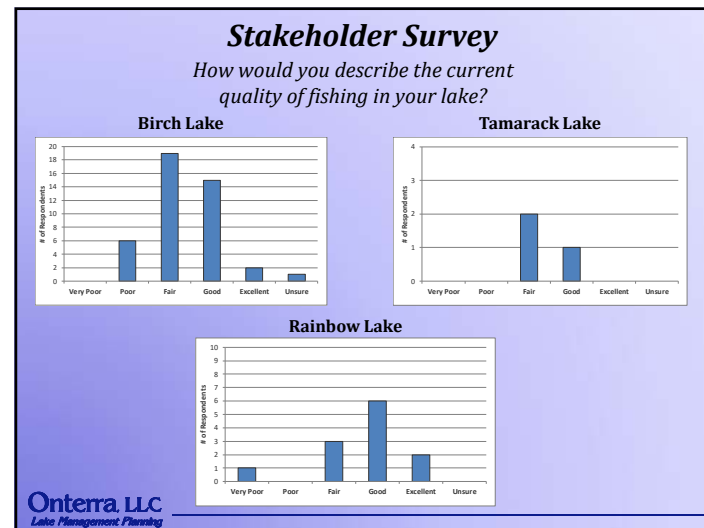 Stakeholder Survey
How would you describe the current
quality of fishing in your lake?
Birch Lake
# of Respondents
20
18
16
14
12
10
8
6
4
2
0
Very Poor Poor Fair Good Excellent Unsure
Tamarack Lake
# of Respondents
4
3
2
1
0
Very Poor Poor Fair Good Excellent Unsure
Rainbow Lake
# of Respondents
10
9
8
7
6
5
4
3
2
1
0
Very Poor Poor Fair Good Excellent Unsure
Onterra, LLC
Lake Management Planning